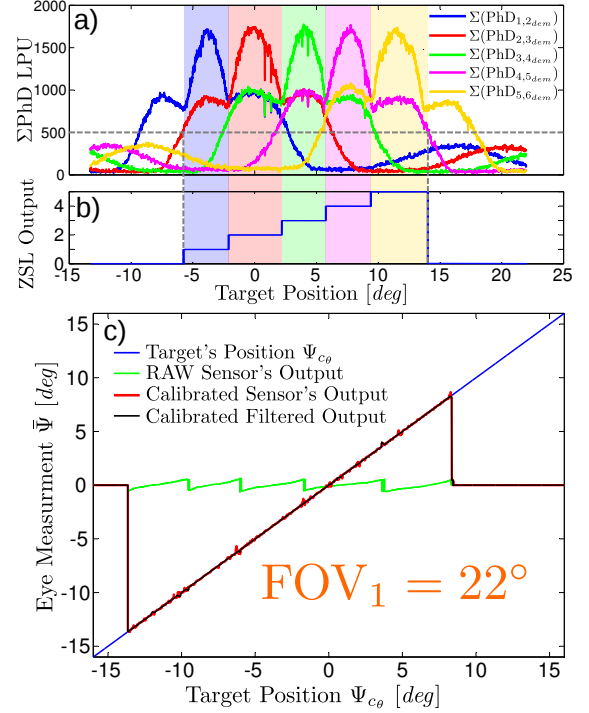 a)
ΣPhD LPU
2000
1500
1000
500
0
Σ(PhD1,2dem)
Σ(PhD2,3dem)
Σ(PhD3,4dem)
Σ(PhD4,5dem)
Σ(PhD5,6dem)
b)
ZSL Output
4
2
0
-15 -10 -5 0 5 10 15 20 25
Target Position [deg]
c)
Target's Position Ψcθ
RAW Sensor's Output
Calibrated Sensor's Output
Calibrated Filtered Output
Eye Measurment Ψ̄ [deg]
15
10
5
0
-5
-10
-15
FOV1 = 22°
-15 -10 -5 0 5 10 15
Target Position Ψcθ [deg]